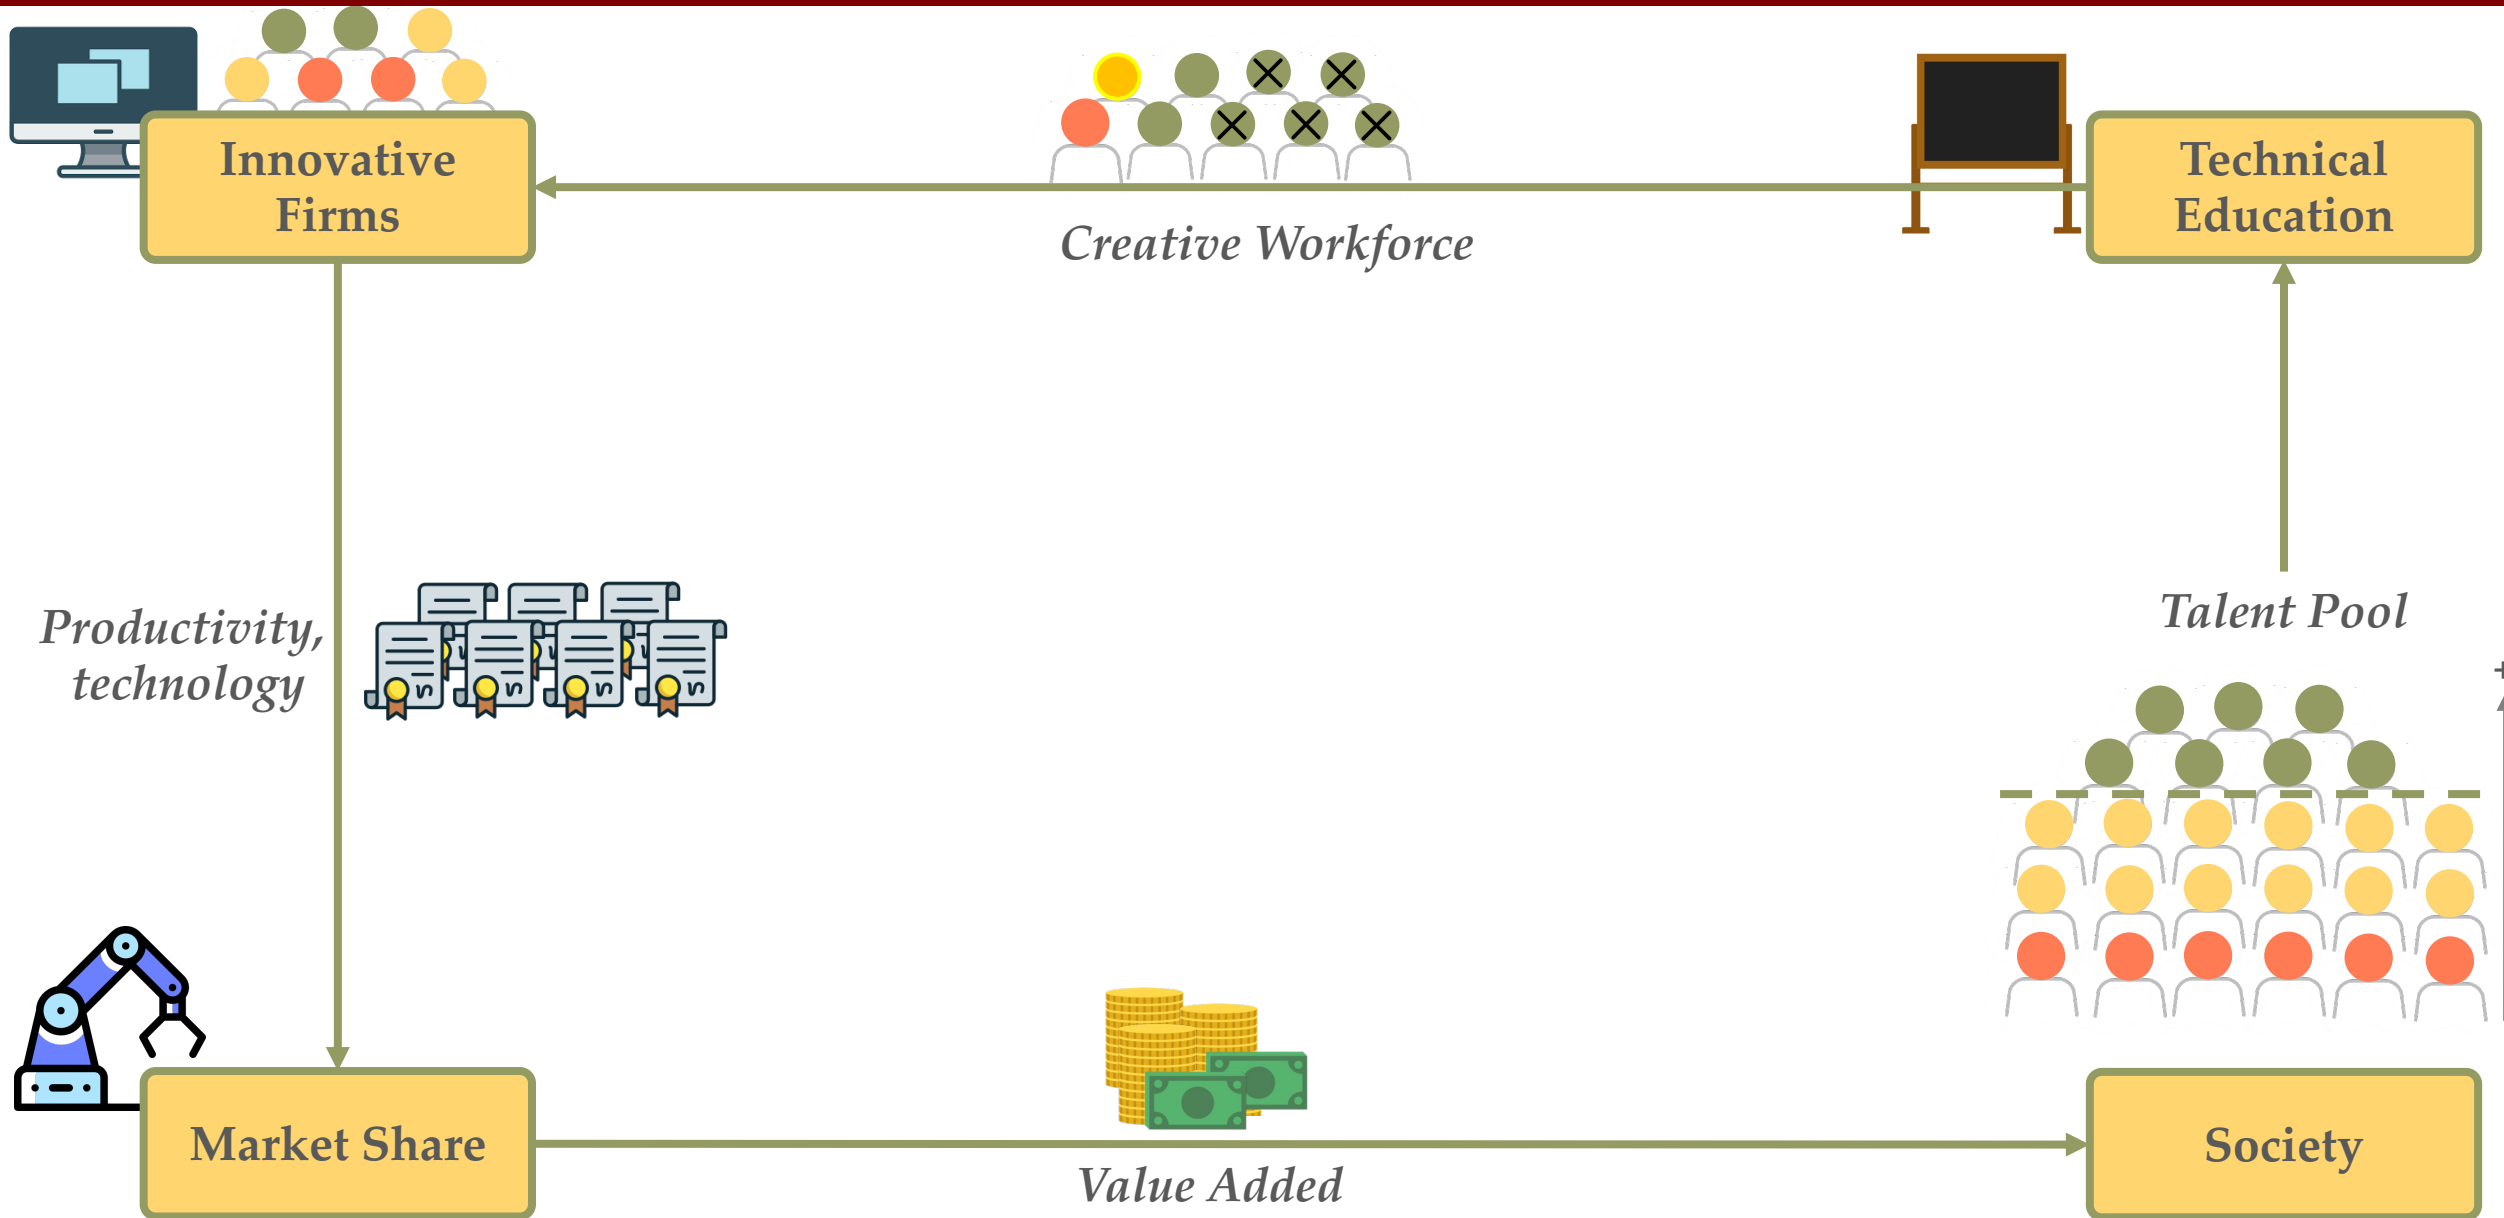 Innovative
Firms
Technical
Education
Creative Workforce
Productivity,
technology
Talent Pool
+
Market Share
Value Added
Society